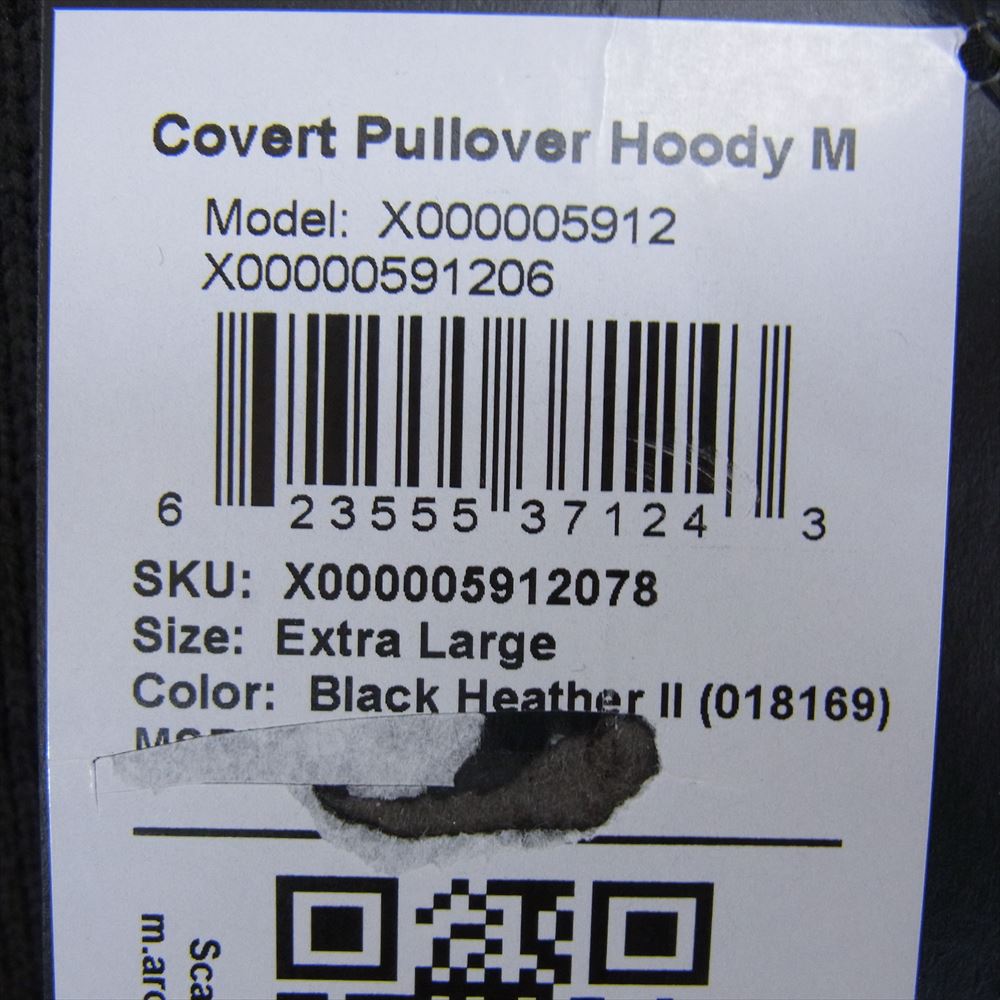 Covert Pullover Hoody M
Model: X000005912
X00000591206
6 23555 37124 3
SKU: X000005912078
Size: Extra Large
Color: Black Heather II (018169)